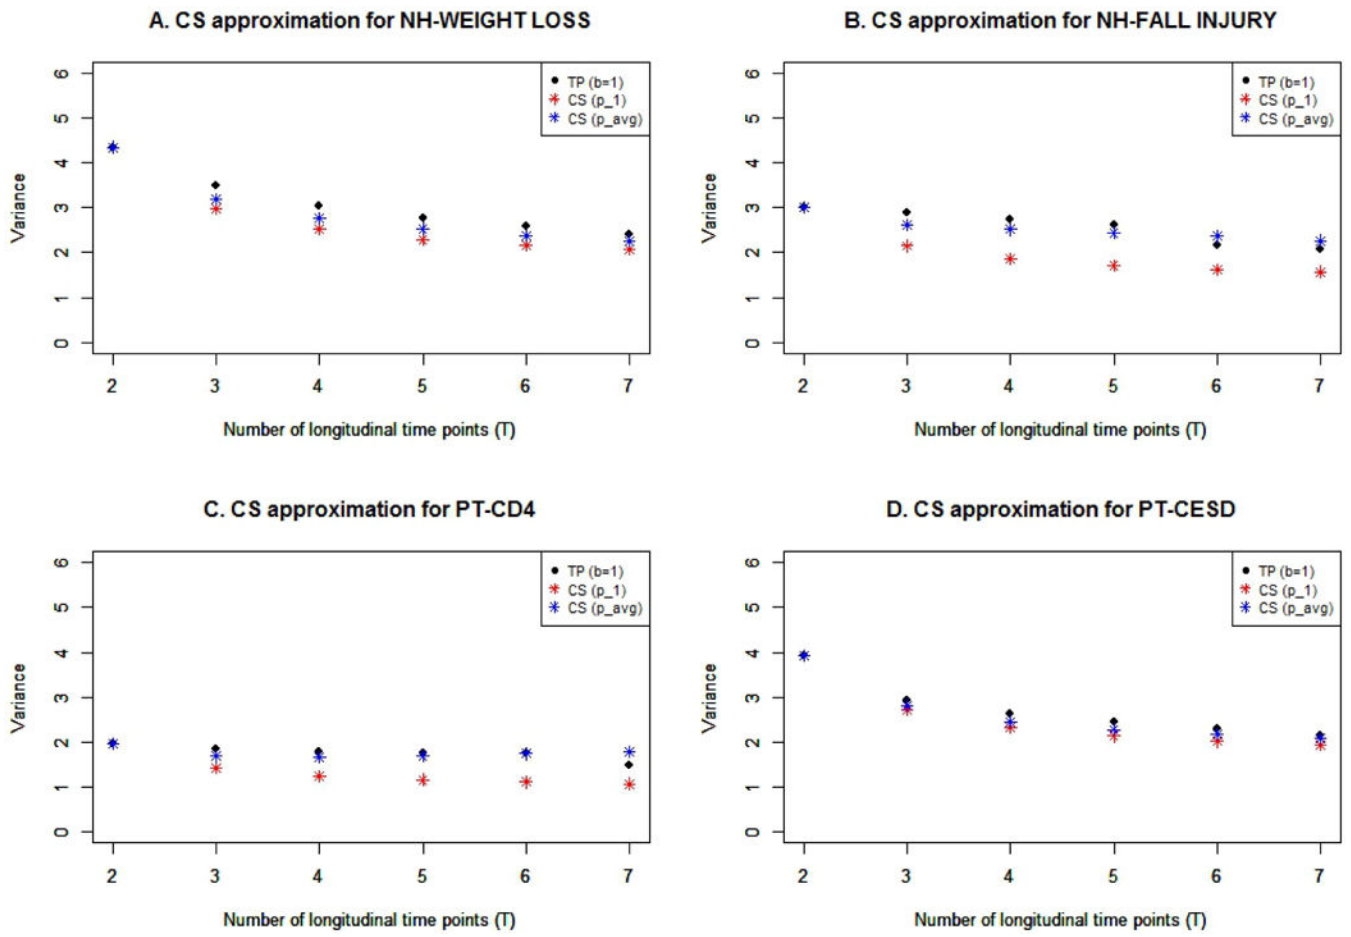 A. CS approximation for NH-WEIGHT LOSS
Variance
6
5
4
3
2
1
0
TP (b=1)
CS (p_1)
CS (p_avg)
2 3 4 5 6 7
Number of longitudinal time points (T)
B. CS approximation for NH-FALL INJURY
Variance
6
5
4
3
2
1
0
TP (b=1)
CS (p_1)
CS (p_avg)
2 3 4 5 6 7
Number of longitudinal time points (T)
C. CS approximation for PT-CD4
Variance
6
5
4
3
2
1
0
TP (b=1)
CS (p_1)
CS (p_avg)
2 3 4 5 6 7
Number of longitudinal time points (T)
D. CS approximation for PT-CESD
Variance
6
5
4
3
2
1
0
TP (b=1)
CS (p_1)
CS (p_avg)
2 3 4 5 6 7
Number of longitudinal time points (T)